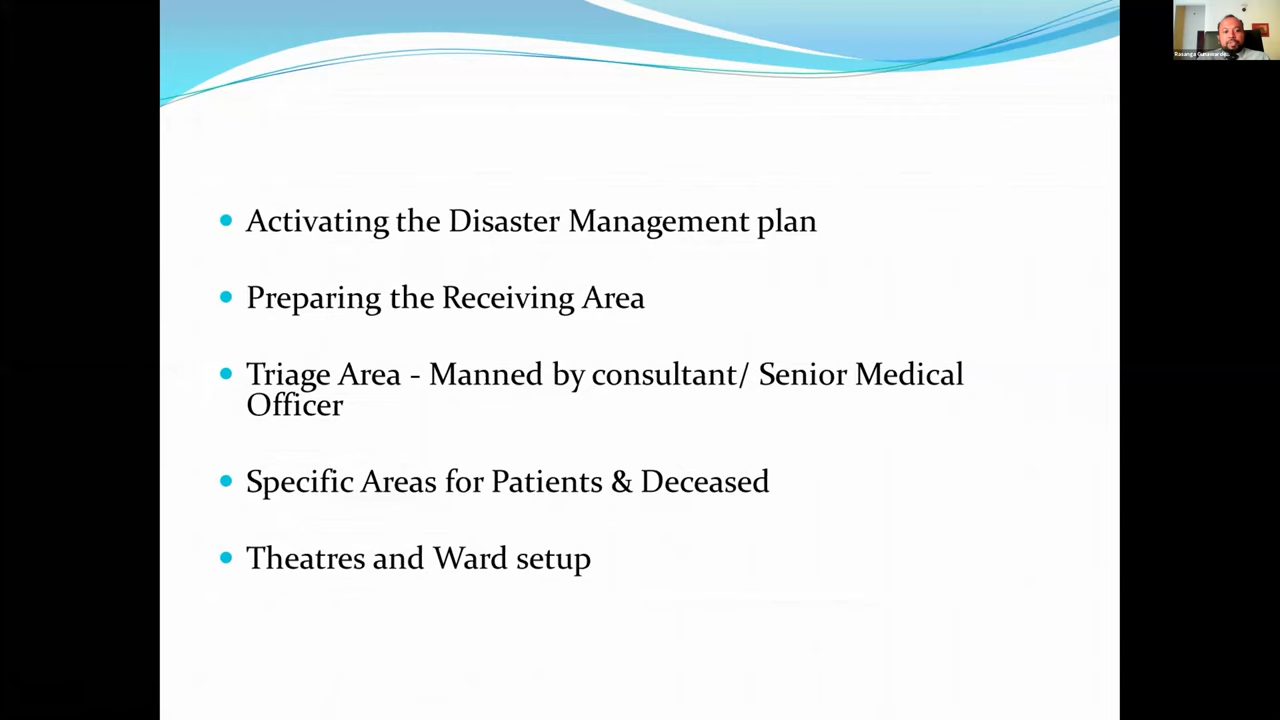 Activating the Disaster Management plan
Preparing the Receiving Area
Triage Area - Manned by consultant/ Senior Medical
Officer
Specific Areas for Patients & Deceased
Theatres and Ward setup
Rasanga